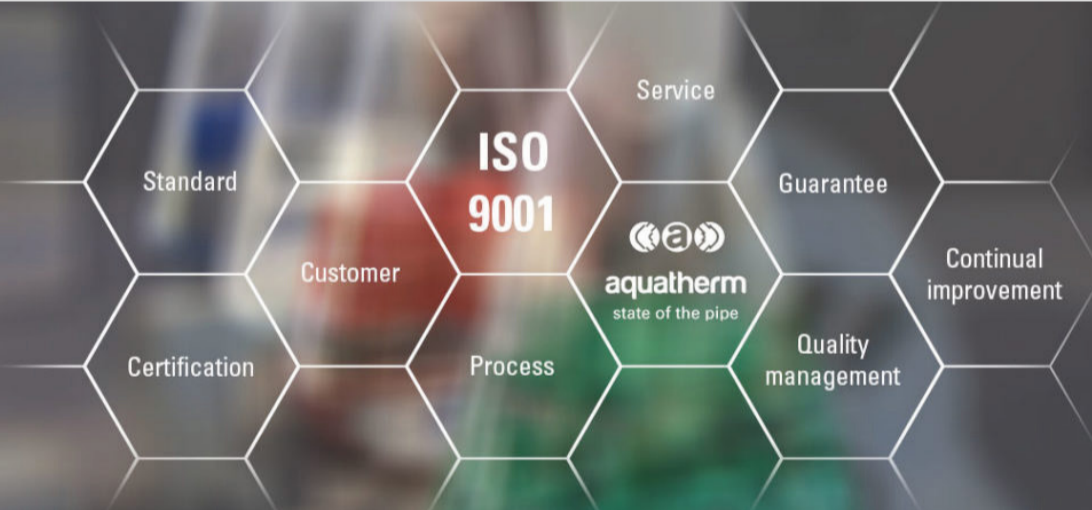 Service
Standard
ISO
9001
Guarantee
Customer
aquatherm
state of the pipe
Continual
improvement
Certification
Process
Quality
management